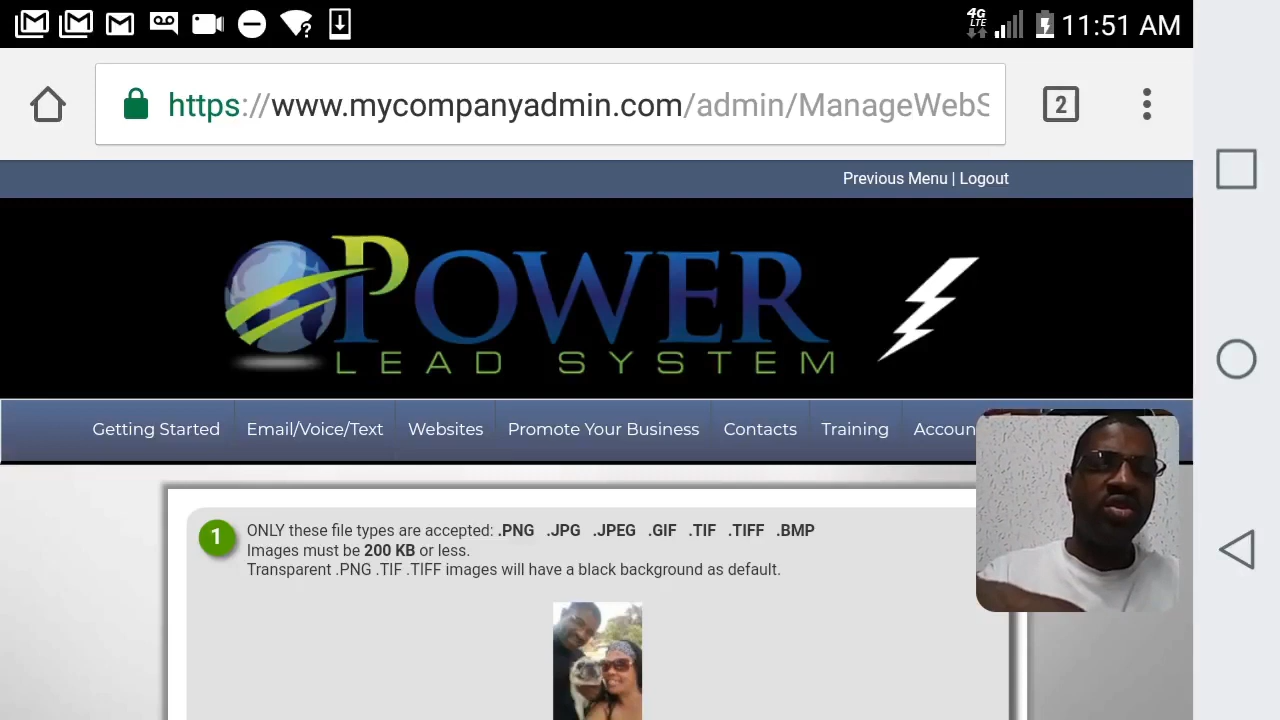 4G
LTE
11:51 AM
https://www.mycompanyadmin.com/admin/ManageWebS
2
Previous Menu | Logout
POWER
LEAD SYSTEM
Getting Started Email/Voice/Text Websites Promote Your Business Contacts Training Accoun
1
ONLY these file types are accepted: .PNG .JPG .JPEG .GIF .TIF .TIFF .BMP
Images must be 200 KB or less.
Transparent .PNG .TIF .TIFF images will have a black background as default.